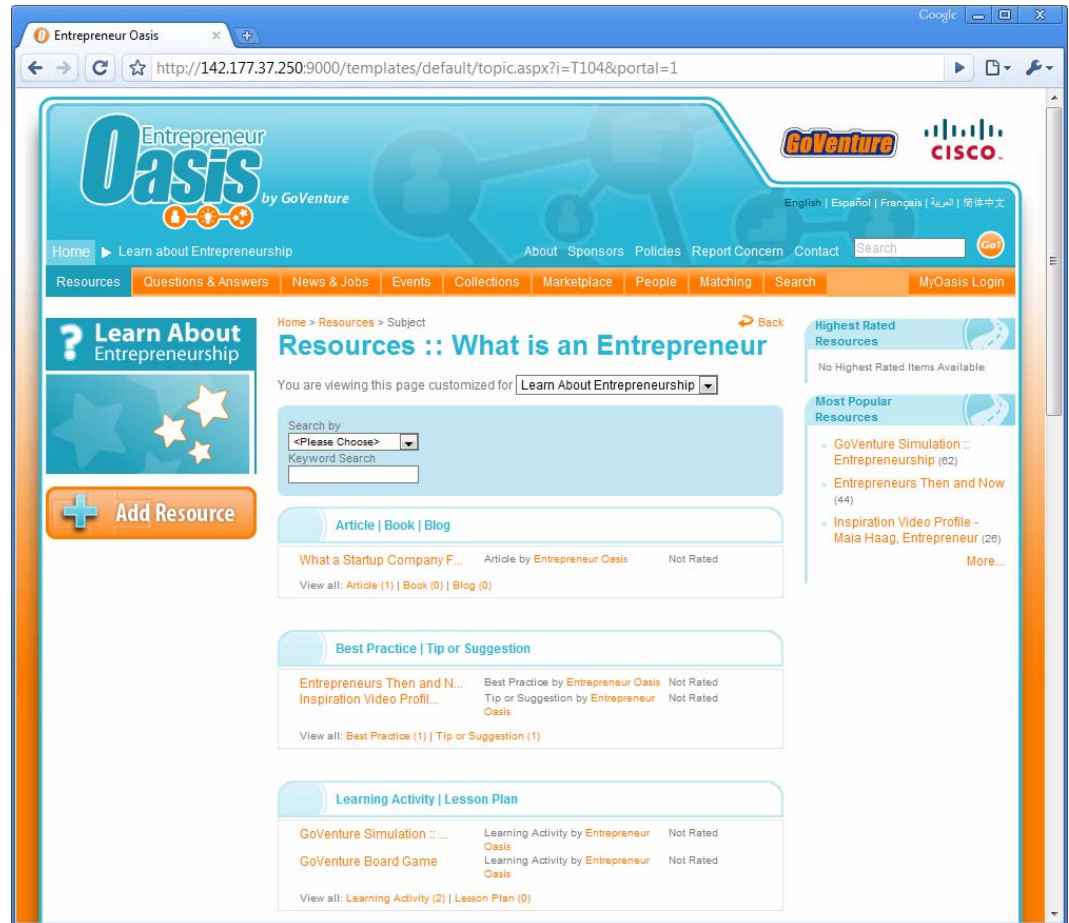 Google
Entrepreneur Oasis
http://142.177.37.250:9000/templates/default/topic.aspx?i=T104&portal=1
Entrepreneur
Oasis
by GoVenture
GoVenture
CISCO
English | Español | Français | العربية | 简体中文
Home ▶ Learn about Entrepreneurship
About Sponsors Policies Report Concern Contact Search Go!
Resources Questions & Answers News & Jobs Events Collections Marketplace People Matching Search MyOasis Login
? Learn About
Entrepreneurship
Add Resource
Home > Resources > Subject
Back
Resources :: What is an Entrepreneur
You are viewing this page customized for Learn About Entrepreneurship
Search by
<Please Choose>
Keyword Search
Article | Book | Blog
What a Startup Company F... Article by Entrepreneur Oasis Not Rated
View all: Article (1) | Book (0) | Blog (0)
Best Practice | Tip or Suggestion
Entrepreneurs Then and N... Best Practice by Entrepreneur Oasis Not Rated
Inspiration Video Profil... Tip or Suggestion by Entrepreneur Not Rated
Oasis
View all: Best Practice (1) | Tip or Suggestion (1)
Learning Activity | Lesson Plan
GoVenture Simulation :: ... Learning Activity by Entrepreneur Not Rated
Oasis
GoVenture Board Game Learning Activity by Entrepreneur Not Rated
Oasis
View all: Learning Activity (2) | Lesson Plan (0)
Highest Rated
Resources
No Highest Rated Items Available
Most Popular
Resources
GoVenture Simulation ::
Entrepreneurship (62)
Entrepreneurs Then and Now
(44)
Inspiration Video Profile -
Maia Haag, Entrepreneur (26)
More...